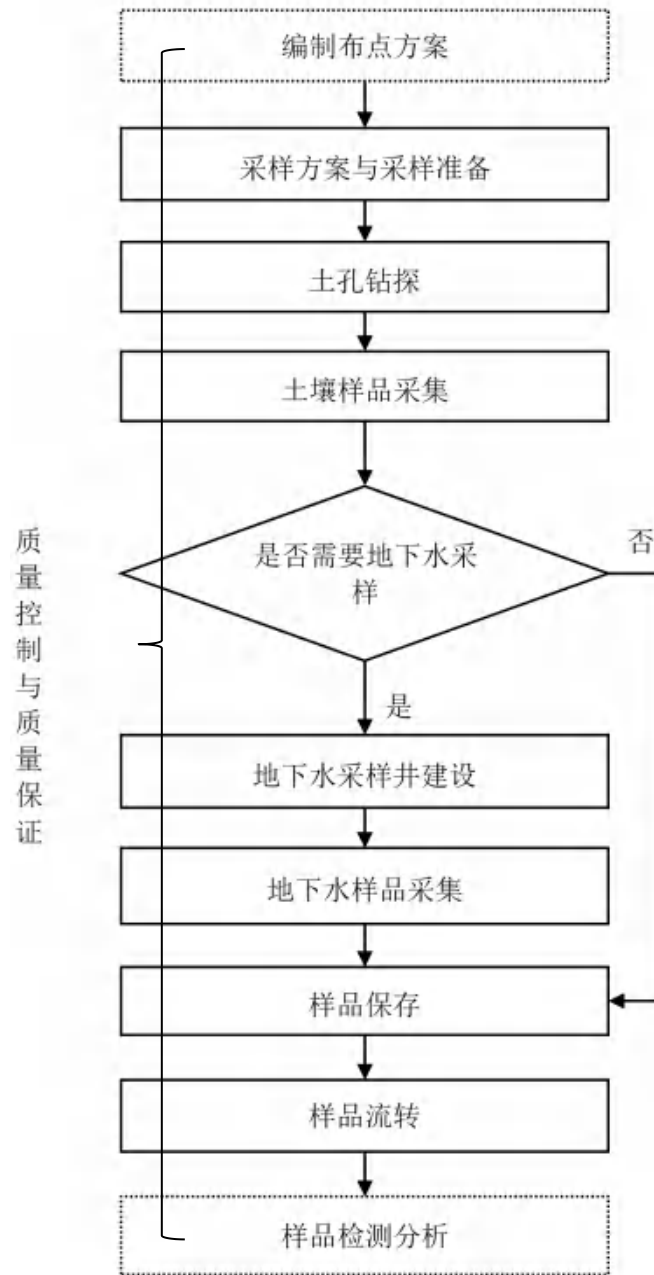 编制布点方案
采样方案与采样准备
土孔钻探
土壤样品采集
是否需要地下水采
样
否
是
地下水采样井建设
地下水样品采集
样品保存
样品流转
样品检测分析
质量控制与质量保证